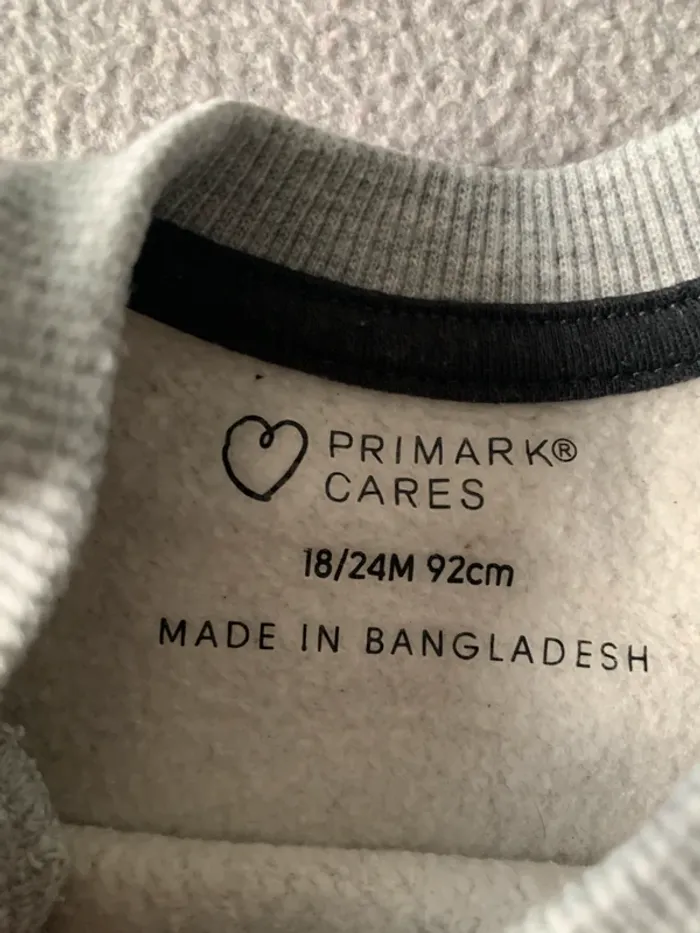 PRIMARK®
CARES
18/24M 92cm
MADE IN BANGLADESH